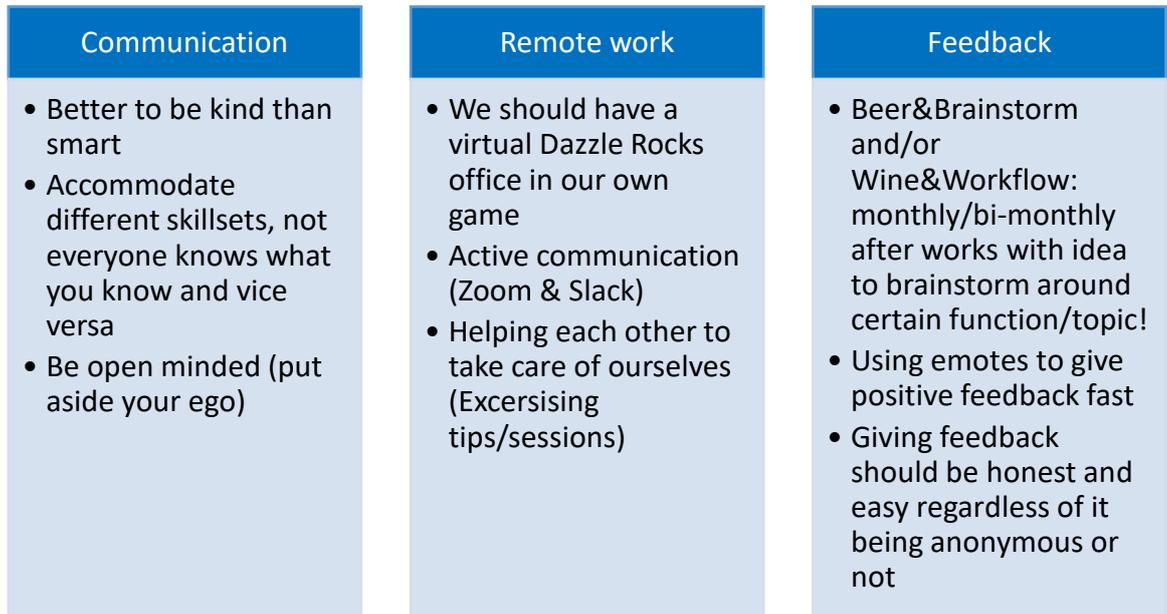 Communication
• Better to be kind than
smart
• Accommodate
different skillsets, not
everyone knows what
you know and vice
versa
• Be open minded (put
aside your ego)
Remote work
• We should have a
virtual Dazzle Rocks
office in our own
game
• Active communication
(Zoom & Slack)
• Helping each other to
take care of ourselves
(Excersising
tips/sessions)
Feedback
• Beer&Brainstorm
and/or
Wine&Workflow:
monthly/bi-monthly
after works with idea
to brainstorm around
certain function/topic!
• Using emotes to give
positive feedback fast
• Giving feedback
should be honest and
easy regardless of it
being anonymous or
not